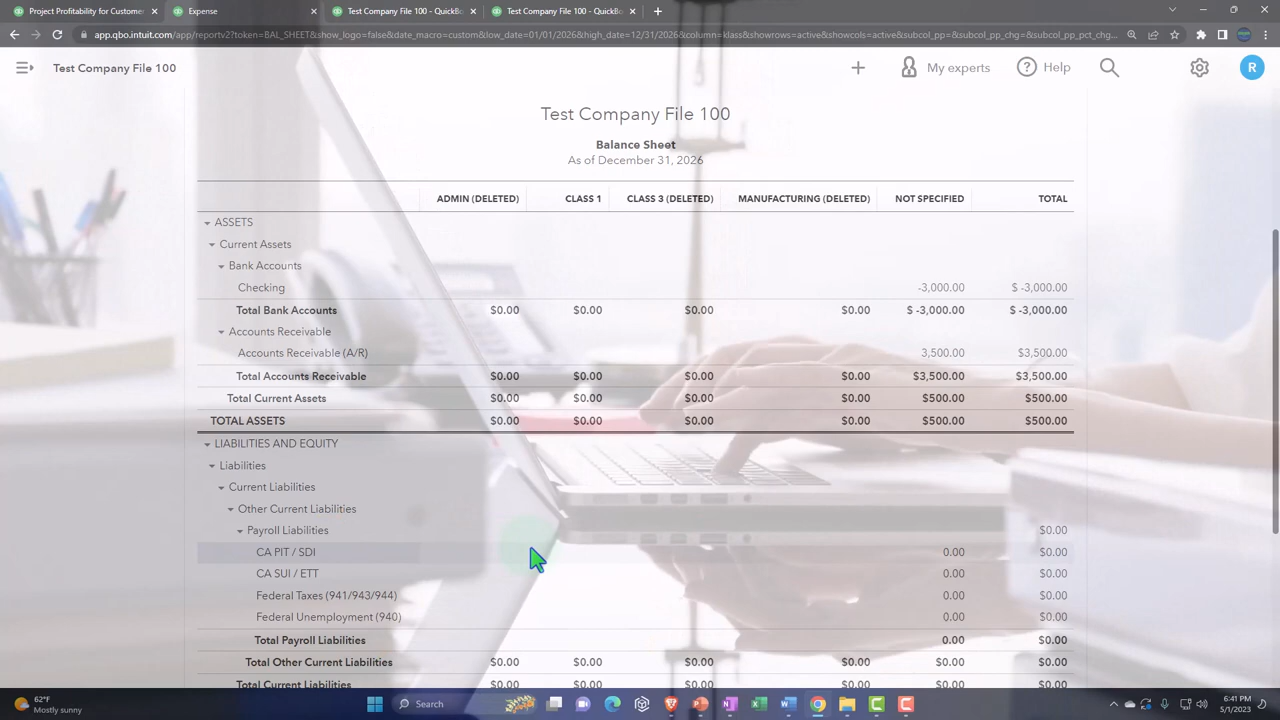 Project Profitability for Custome
Expense
Test Company File 100 - QuickBo
Test Company File 100 - QuickBo
app.qbo.intuit.com/app/reportv2?token=BAL_SHEET&show_logo=false&date_macro=custom&low_date=01/01/2026&high_date=12/31/2026&column=klass&showrows=active&showcols=active&subcol_pp=&subcol_pp_chg=&subcol_pp_pct_chg...
Test Company File 100
My experts
Help
R
Test Company File 100
Balance Sheet
As of December 31, 2026
ADMIN (DELETED) CLASS 1 CLASS 3 (DELETED) MANUFACTURING (DELETED) NOT SPECIFIED TOTAL
ASSETS
Current Assets
Bank Accounts
Checking -3,000.00 $ -3,000.00
Total Bank Accounts $0.00 $0.00 $0.00 $0.00 $ -3,000.00 $ -3,000.00
Accounts Receivable
Accounts Receivable (A/R) 3,500.00 $3,500.00
Total Accounts Receivable $0.00 $0.00 $0.00 $0.00 $3,500.00 $3,500.00
Total Current Assets $0.00 $0.00 $0.00 $0.00 $500.00 $500.00
TOTAL ASSETS $0.00 $0.00 $0.00 $0.00 $500.00 $500.00
LIABILITIES AND EQUITY
Liabilities
Current Liabilities
Other Current Liabilities
Payroll Liabilities $0.00
CA PIT / SDI 0.00 $0.00
CA SUI / ETT 0.00 $0.00
Federal Taxes (941/943/944) 0.00 $0.00
Federal Unemployment (940) 0.00 $0.00
Total Payroll Liabilities 0.00 $0.00
Total Other Current Liabilities $0.00 $0.00 $0.00 $0.00 $0.00 $0.00
Total Current Liabilities $0.00 $0.00 $0.00 $0.00 $0.00 $0.00
62°F
Mostly sunny
Search
6:41 PM
5/1/2023